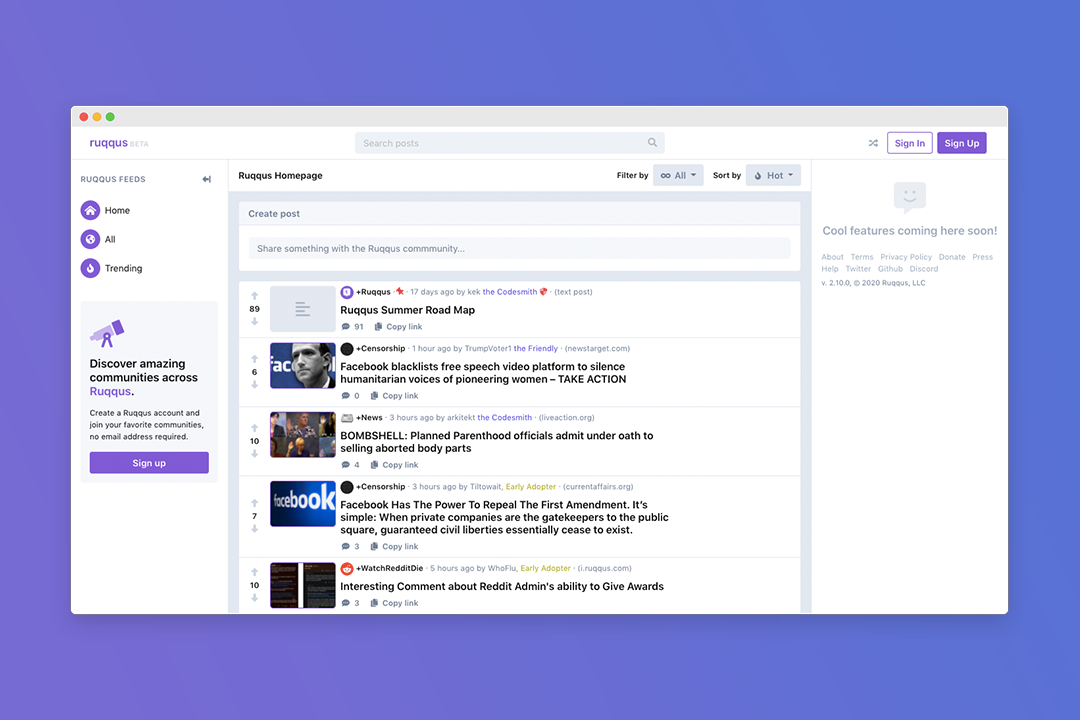 ruqqus BETA
Search posts
Sign In
Sign Up
RUQQUS FEEDS
Home
All
Trending
Discover amazing
communities across
Ruqqus.
Create a Ruqqus account and
join your favorite communities,
no email address required.
Sign up
Ruqqus Homepage
Filter by
All
Sort by
Hot
Create post
Share something with the Ruqqus commmunity...
89
+Ruqqus · 17 days ago by kek the Codesmith · (text post)
Ruqqus Summer Road Map
91 Copy link
6
+Censorship · 1 hour ago by TrumpVoter1 the Friendly · (newstarget.com)
Facebook blacklists free speech video platform to silence
humanitarian voices of pioneering women – TAKE ACTION
0 Copy link
10
+News · 3 hours ago by arkitekt the Codesmith · (liveaction.org)
BOMBSHELL: Planned Parenthood officials admit under oath to
selling aborted body parts
4 Copy link
7
facebook
+Censorship · 3 hours ago by Tiltowait, Early Adopter · (currentaffairs.org)
Facebook Has The Power To Repeal The First Amendment. It's
simple: When private companies are the gatekeepers to the public
square, guaranteed civil liberties essentially cease to exist.
3 Copy link
10
+WatchRedditDie · 5 hours ago by WhoFlu, Early Adopter · (i.ruqqus.com)
Interesting Comment about Reddit Admin's ability to Give Awards
3 Copy link
Cool features coming here soon!
About Terms Privacy Policy Donate Press
Help Twitter Github Discord
v. 2.10.0, © 2020 Ruqqus, LLC